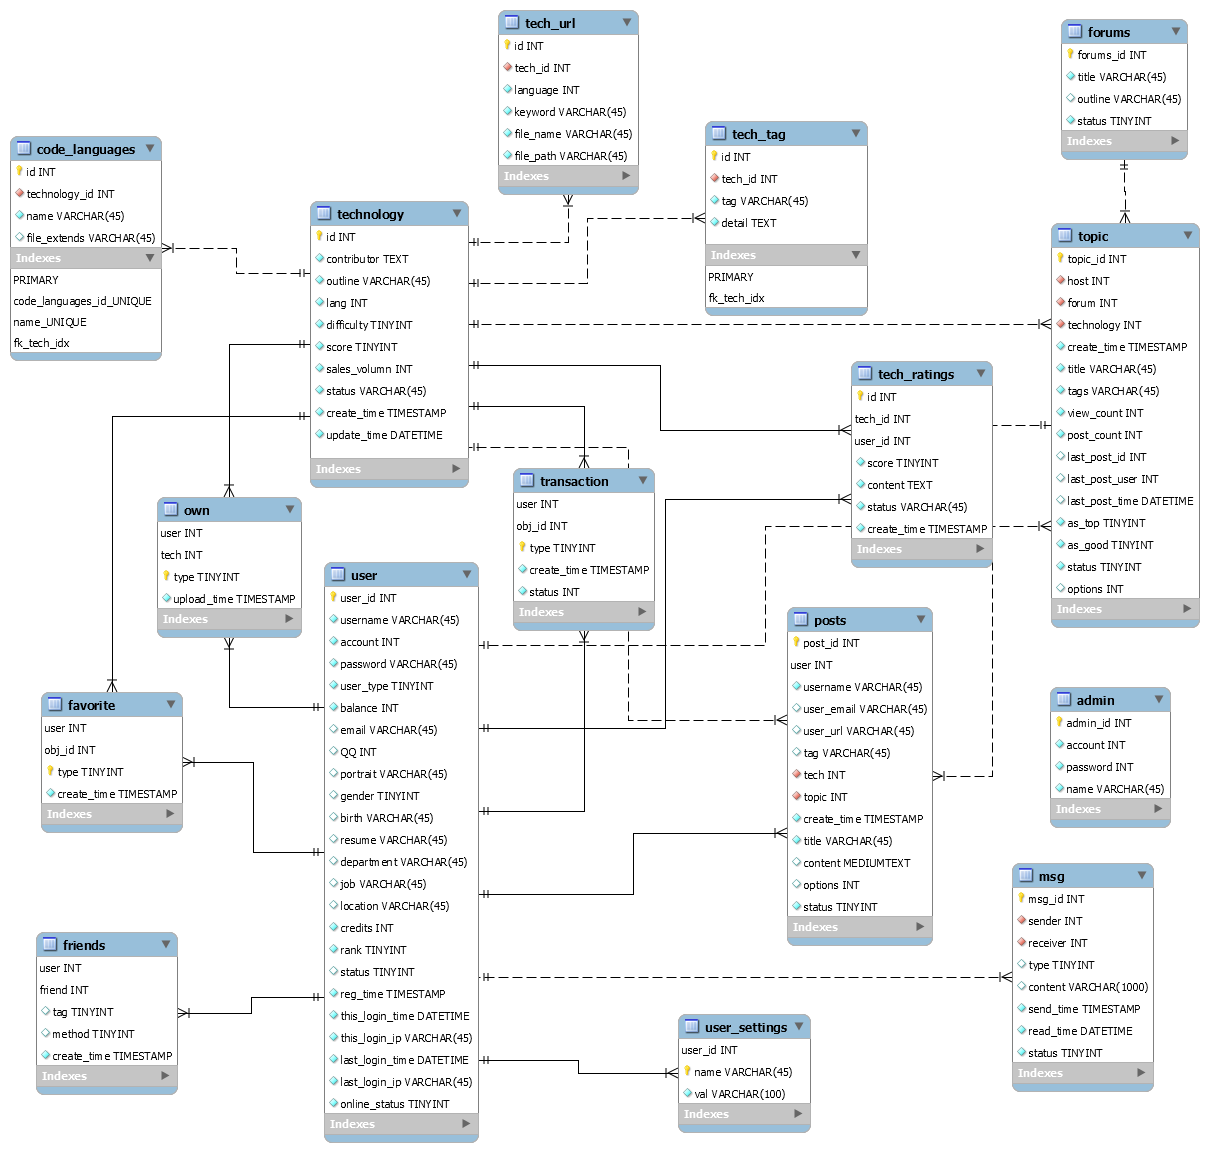 tech_url
id INT
tech_id INT
language INT
keyword VARCHAR(45)
file_name VARCHAR(45)
file_path VARCHAR(45)
Indexes
forums
forums_id INT
title VARCHAR(45)
outline VARCHAR(45)
status TINYINT
Indexes
code_languages
id INT
technology_id INT
name VARCHAR(45)
file_extends VARCHAR(45)
Indexes
PRIMARY
code_languages_id_UNIQUE
name_UNIQUE
fk_tech_idx
tech_tag
id INT
tech_id INT
tag VARCHAR(45)
detail TEXT
Indexes
PRIMARY
fk_tech_idx
technology
id INT
contributor TEXT
outline VARCHAR(45)
lang INT
difficulty TINYINT
score TINYINT
sales_volumn INT
status VARCHAR(45)
create_time TIMESTAMP
update_time DATETIME
Indexes
topic
topic_id INT
host INT
forum INT
technology INT
create_time TIMESTAMP
title VARCHAR(45)
tags VARCHAR(45)
view_count INT
post_count INT
last_post_id INT
last_post_user INT
last_post_time DATETIME
as_top TINYINT
as_good TINYINT
status TINYINT
options INT
Indexes
tech_ratings
id INT
tech_id INT
user_id INT
score TINYINT
content TEXT
status VARCHAR(45)
create_time TIMESTAMP
Indexes
transaction
user INT
obj_id INT
type TINYINT
create_time TIMESTAMP
status INT
Indexes
own
user INT
tech INT
type TINYINT
upload_time TIMESTAMP
Indexes
user
user_id INT
username VARCHAR(45)
account INT
password VARCHAR(45)
user_type TINYINT
balance INT
email VARCHAR(45)
QQ INT
portrait VARCHAR(45)
gender TINYINT
birth VARCHAR(45)
resume VARCHAR(45)
department VARCHAR(45)
job VARCHAR(45)
location VARCHAR(45)
credits INT
rank TINYINT
status TINYINT
reg_time TIMESTAMP
this_login_time DATETIME
this_login_ip VARCHAR(45)
last_login_time DATETIME
last_login_ip VARCHAR(45)
online_status TINYINT
Indexes
posts
post_id INT
user INT
username VARCHAR(45)
user_email VARCHAR(45)
user_url VARCHAR(45)
tag VARCHAR(45)
tech INT
topic INT
create_time TIMESTAMP
title VARCHAR(45)
content MEDIUMTEXT
options INT
status TINYINT
Indexes
favorite
user INT
obj_id INT
type TINYINT
create_time TIMESTAMP
Indexes
admin
admin_id INT
account INT
password INT
name VARCHAR(45)
Indexes
msg
msg_id INT
sender INT
receiver INT
type TINYINT
content VARCHAR(1000)
send_time TIMESTAMP
read_time DATETIME
status TINYINT
Indexes
friends
user INT
friend INT
tag TINYINT
method TINYINT
create_time TIMESTAMP
Indexes
user_settings
user_id INT
name VARCHAR(45)
val VARCHAR(100)
Indexes